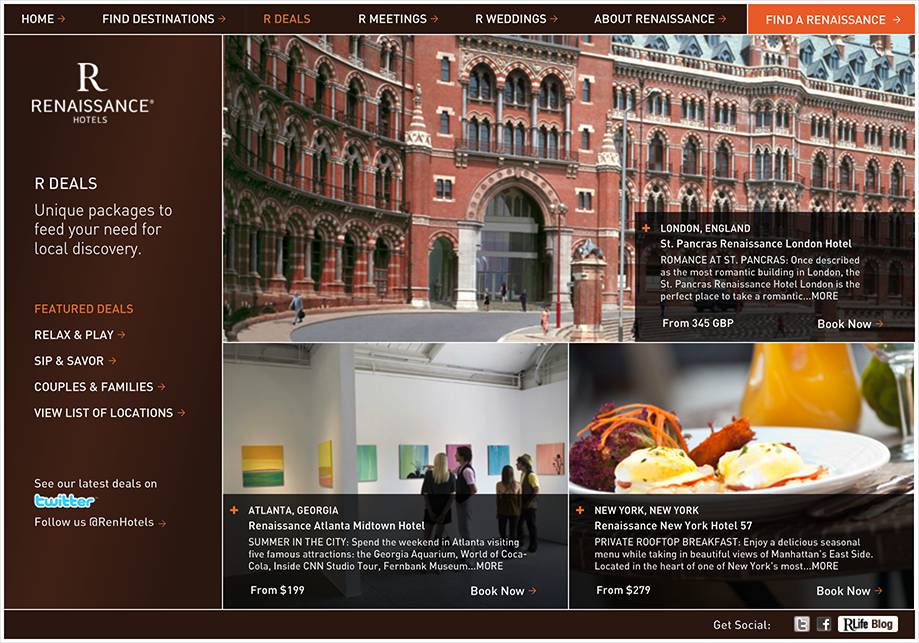 HOME → FIND DESTINATIONS → R DEALS R MEETINGS → R WEDDINGS → ABOUT RENAISSANCE → FIND A RENAISSANCE →
R
RENAISSANCE®
HOTELS
R DEALS
Unique packages to
feed your need for
local discovery.
FEATURED DEALS
RELAX & PLAY →
SIP & SAVOR →
COUPLES & FAMILIES →
VIEW LIST OF LOCATIONS →
See our latest deals on
twitter
Follow us @RenHotels →
+ LONDON, ENGLAND
St. Pancras Renaissance London Hotel
ROMANCE AT ST. PANCRAS: Once described
as the most romantic building in London, the
St. Pancras Renaissance Hotel London is the
perfect place to take a romantic...MORE
From 345 GBP Book Now →
+ ATLANTA, GEORGIA
Renaissance Atlanta Midtown Hotel
SUMMER IN THE CITY: Spend the weekend in Atlanta visiting
five famous attractions: the Georgia Aquarium, World of Coca-
Cola, Inside CNN Studio Tour, Fernbank Museum...MORE
From $199 Book Now →
+ NEW YORK, NEW YORK
Renaissance New York Hotel 57
PRIVATE ROOFTOP BREAKFAST: Enjoy a delicious seasonal
menu while taking in beautiful views of Manhattan's East Side.
Located in the heart of one of New York's most...MORE
From $279 Book Now →
Get Social: t f RLife Blog